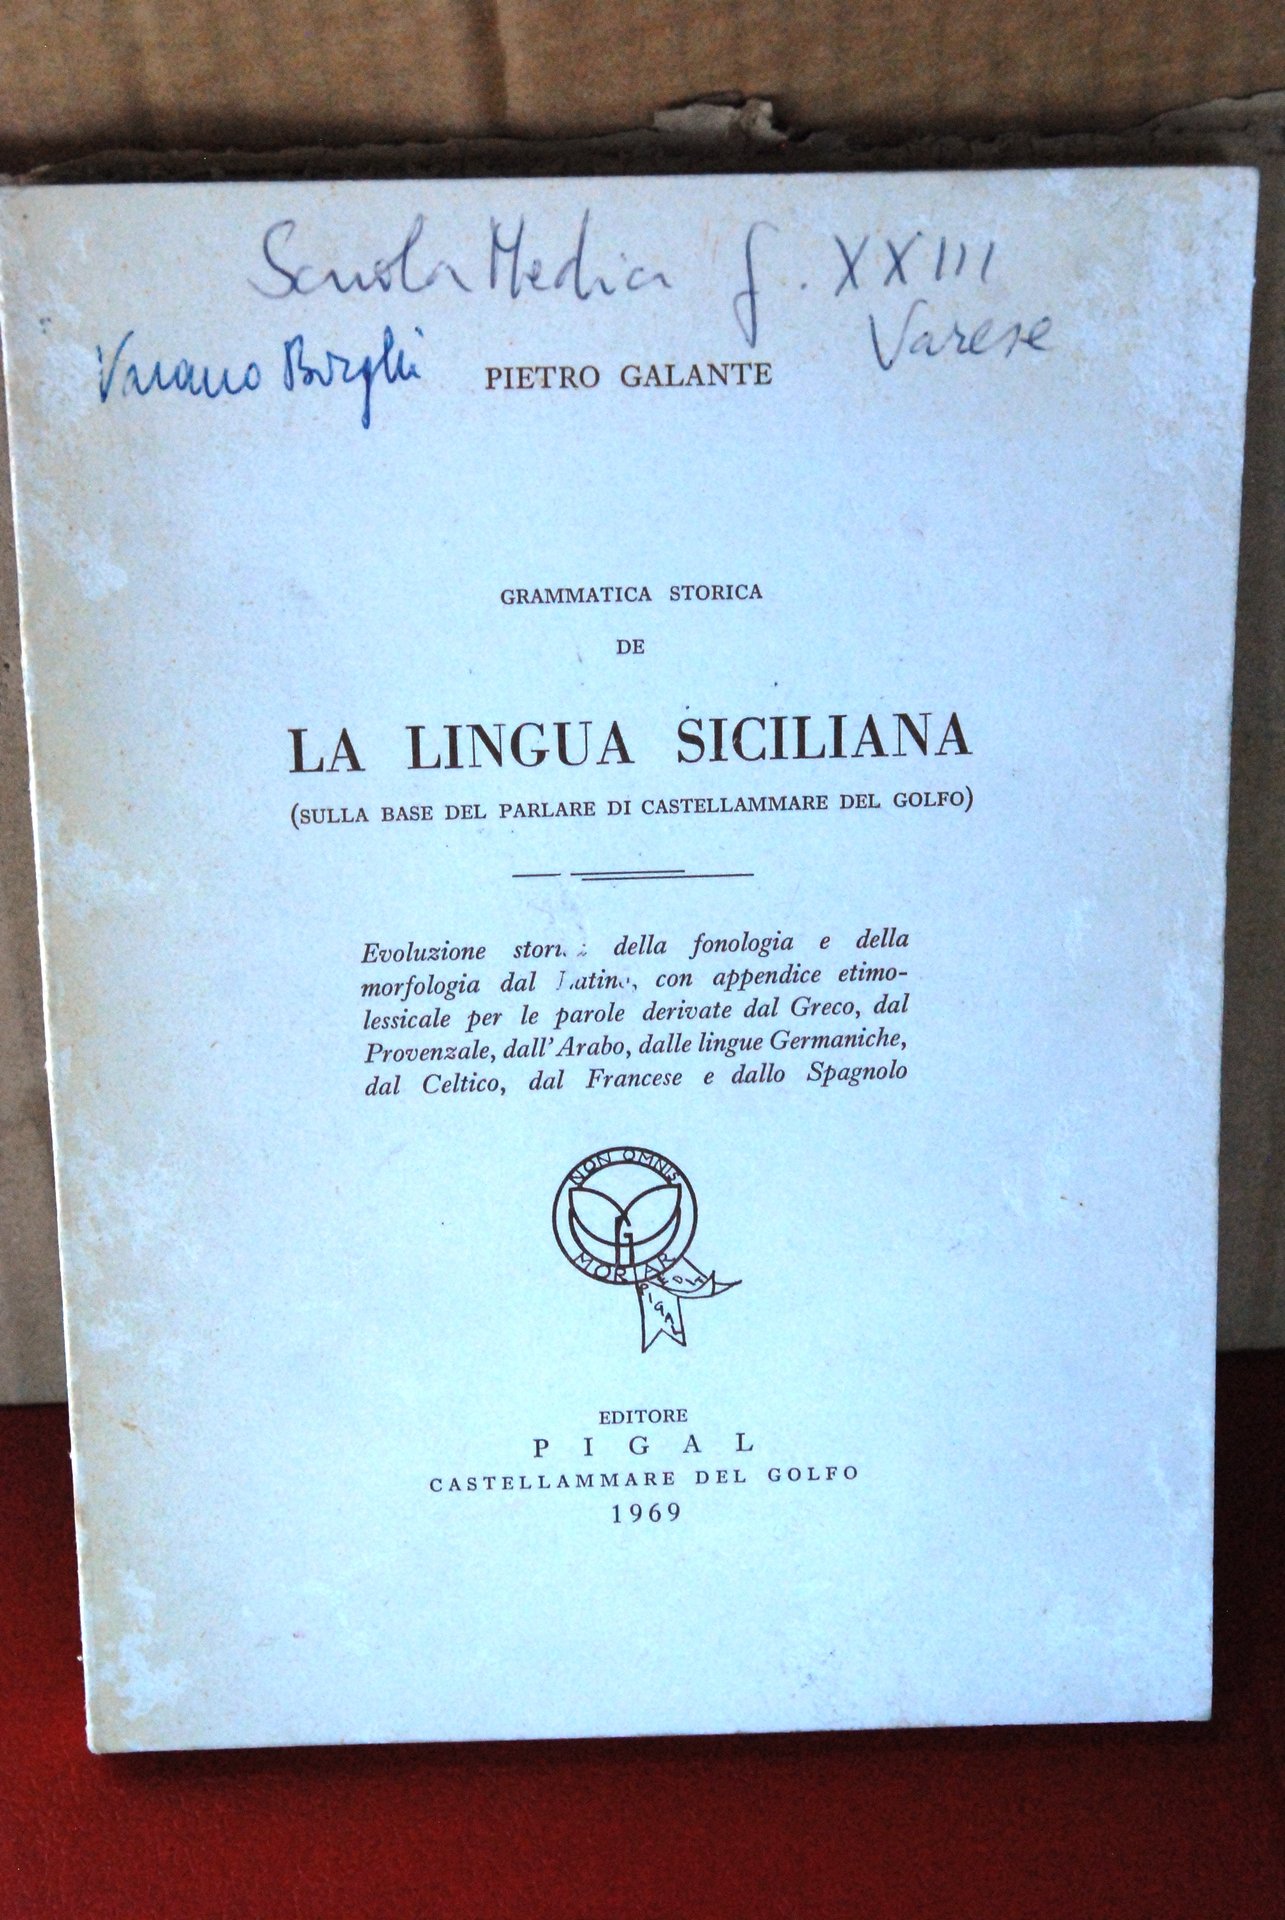 Scuola Media G. XXIII
Varano Borghi
Varese
PIETRO GALANTE
GRAMMATICA STORICA
DE
LA LINGUA SICILIANA
(SULLA BASE DEL PARLARE DI CASTELLAMMARE DEL GOLFO)
Evoluzione della fonologia e della
morfologia dal Latino, con appendice etimo-
lessicale per le parole derivate dal Greco, dal
Provenzale, dall'Arabo, dalle lingue Germaniche,
dal Celtico, dal Francese e dallo Spagnolo
NON OMNIS
G
MORIAR
EDIT
PIGAL
EDITORE
PIGAL
CASTELLAMMARE DEL GOLFO
1969